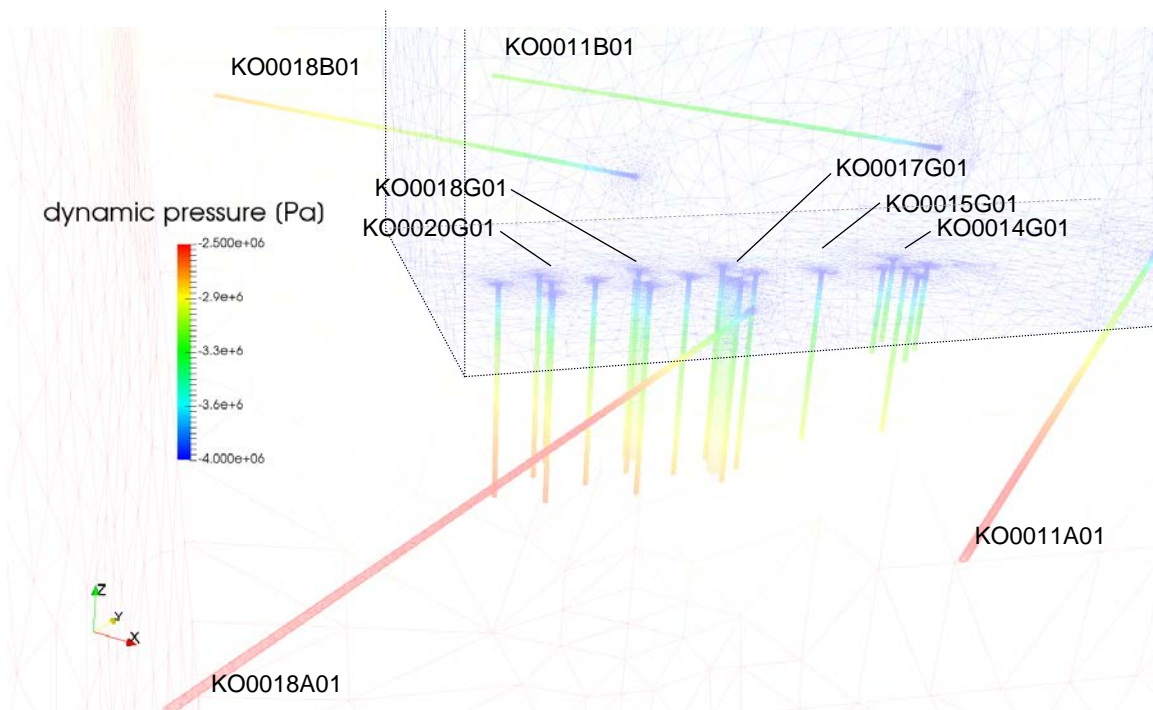 KO0011B01
KO0018B01
KO0017G01
KO0018G01
KO0015G01
dynamic pressure (Pa)
KO0020G01
KO0014G01
-2.500e+06
-2.9e+6
-3.3e+6
-3.6e+6
-4.000e+06
KO0011A01
Z
Y
X
KO0018A01